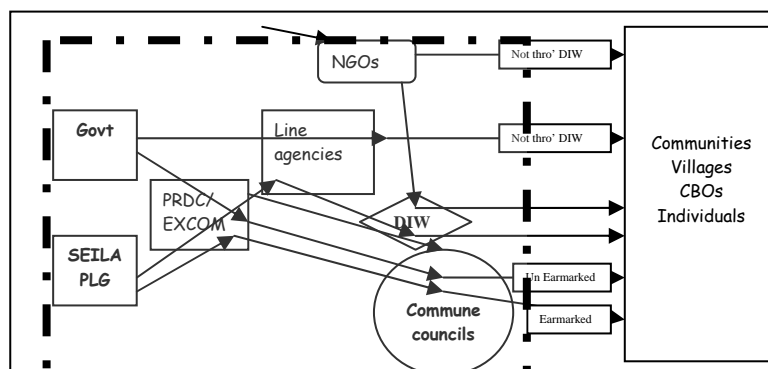 NGOs
Not thro' DIW
Govt
Line
agencies
Not thro' DIW
Communities
Villages
CBOs
Individuals
PRDC/
EXCOM
DIW
SEILA
PLG
Un Earmarked
Commune
councils
Earmarked